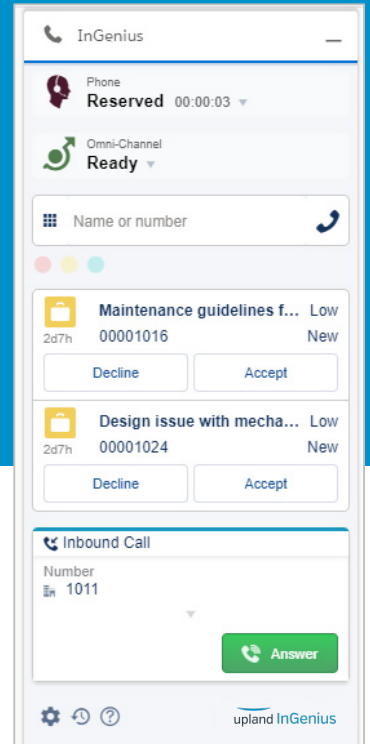 InGenius
Phone
Reserved 00:00:03
Omni-Channel
Ready
Name or number
Maintenance guidelines f... Low
2d7h 00001016 New
Decline Accept
Design issue with mecha... Low
2d7h 00001024 New
Decline Accept
Inbound Call
Number
1011
Answer
upland InGenius